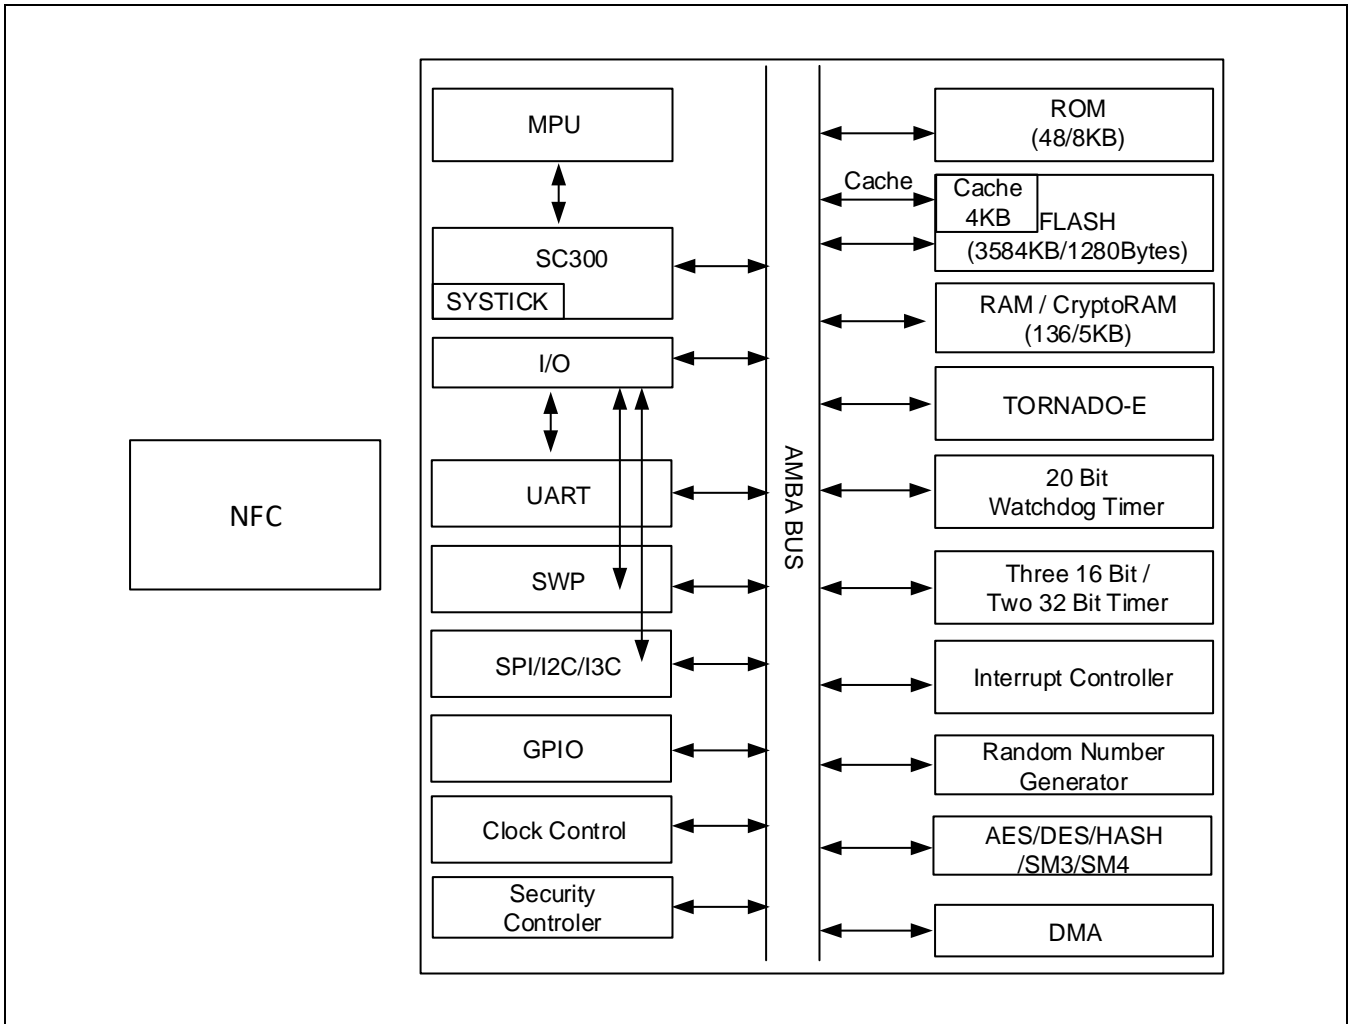 NFC
MPU
SC300
SYSTICK
I/O
UART
SWP
SPI/I2C/I3C
GPIO
Clock Control
Security
Controler
AMBA BUS
ROM
(48/8KB)
Cache
Cache
4KB
FLASH
(3584KB/1280Bytes)
RAM / CryptoRAM
(136/5KB)
TORNADO-E
20 Bit
Watchdog Timer
Three 16 Bit /
Two 32 Bit Timer
Interrupt Controller
Random Number
Generator
AES/DES/HASH
/SM3/SM4
DMA